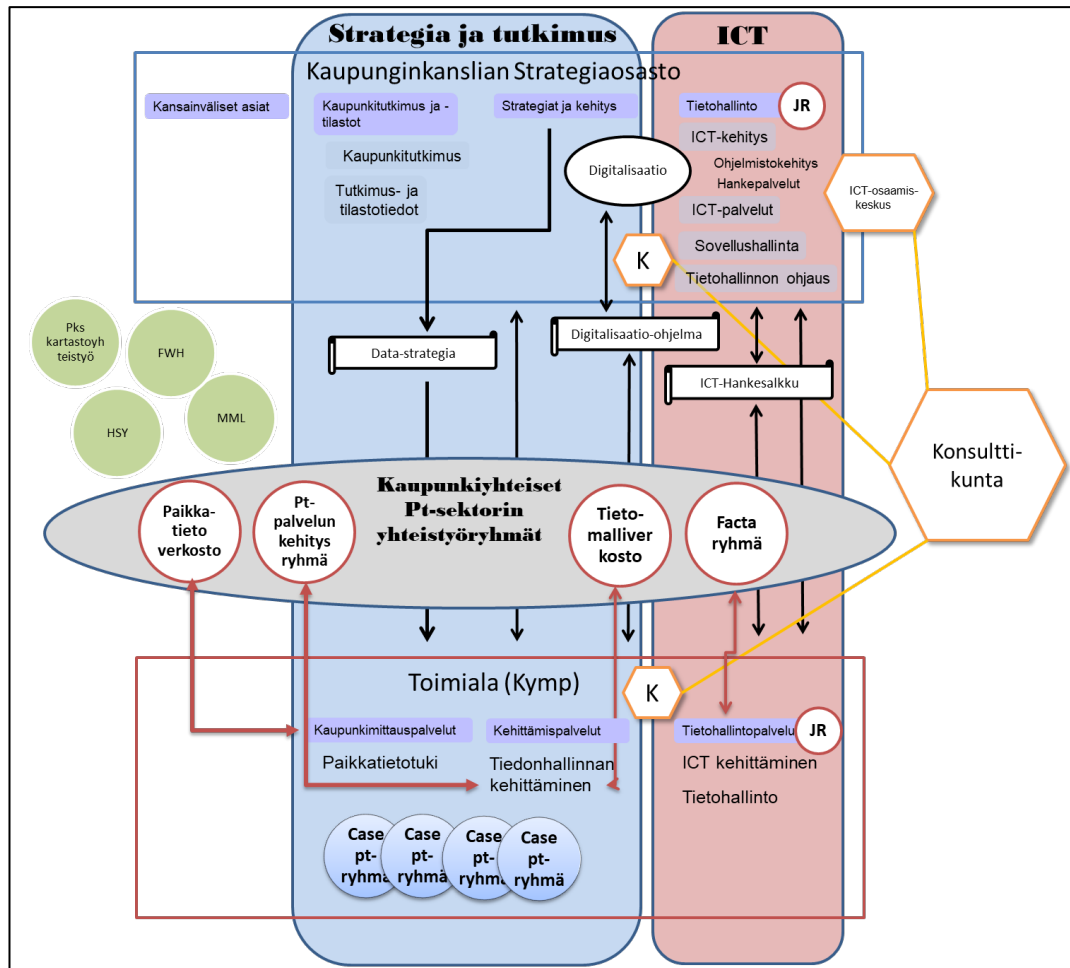 Strategia ja tutkimus
ICT
Kaupunginkanslian Strategiaosasto
Kansainväliset asiat
Kaupunkitutkimus ja -
tilastot
Kaupunkitutkimus
Tutkimus- ja
tilastotiedot
Strategiat ja kehitys
Digitalisaatio
Tietohallinto
JR
ICT-kehitys
Ohjelmistokehitys
Hankepalvelut
ICT-palvelut
Sovellushallinta
Tietohallinnon ohjaus
ICT-osaamis-
keskus
K
Pks
kartastoyh
teistyö
FWH
HSY
MML
Data-strategia
Digitalisaatio-ohjelma
ICT-Hankesalkku
Konsultti-
kunta
Kaupunkiyhteiset
Pt-sektorin
yhteistyöryhmät
Paikka-
tieto
verkosto
Pt-
palvelun
kehitys
ryhmä
Tieto-
malliver
kosto
Facta
ryhmä
Toimiala (Kymp)
K
Kaupunkimittauspalvelut
Paikkatietotuki
Kehittämispalvelut
Tiedonhallinnan
kehittäminen
Tietohallintopalvelu
JR
ICT kehittäminen
Tietohallinto
Case
pt-
ryhmä
Case
pt-
ryhmä
Case
pt-
ryhmä
Case
pt-
ryhmä